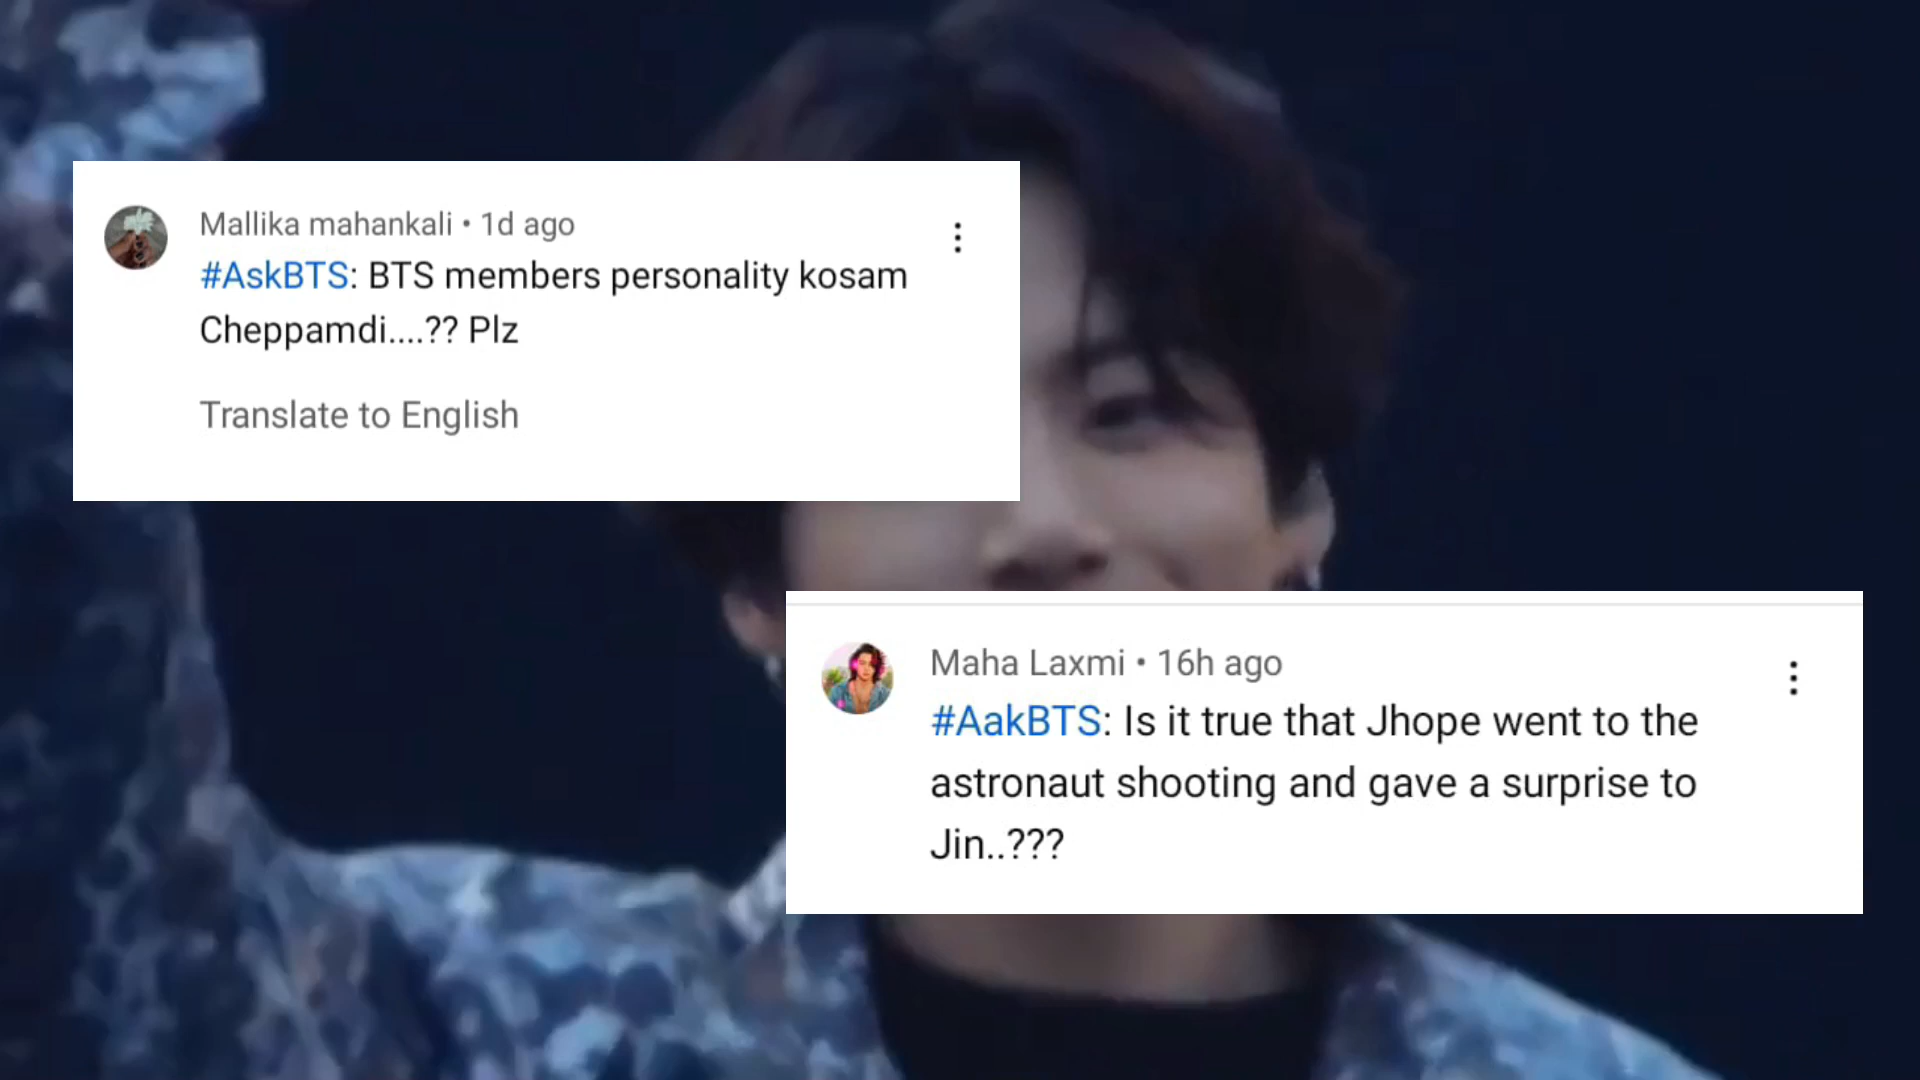 Mallika mahankali • 1d ago
#AskBTS: BTS members personality kosam
Cheppamdi....?? Plz
Translate to English
Maha Laxmi • 16h ago
#AakBTS: Is it true that Jhope went to the
astronaut shooting and gave a surprise to
Jin..???